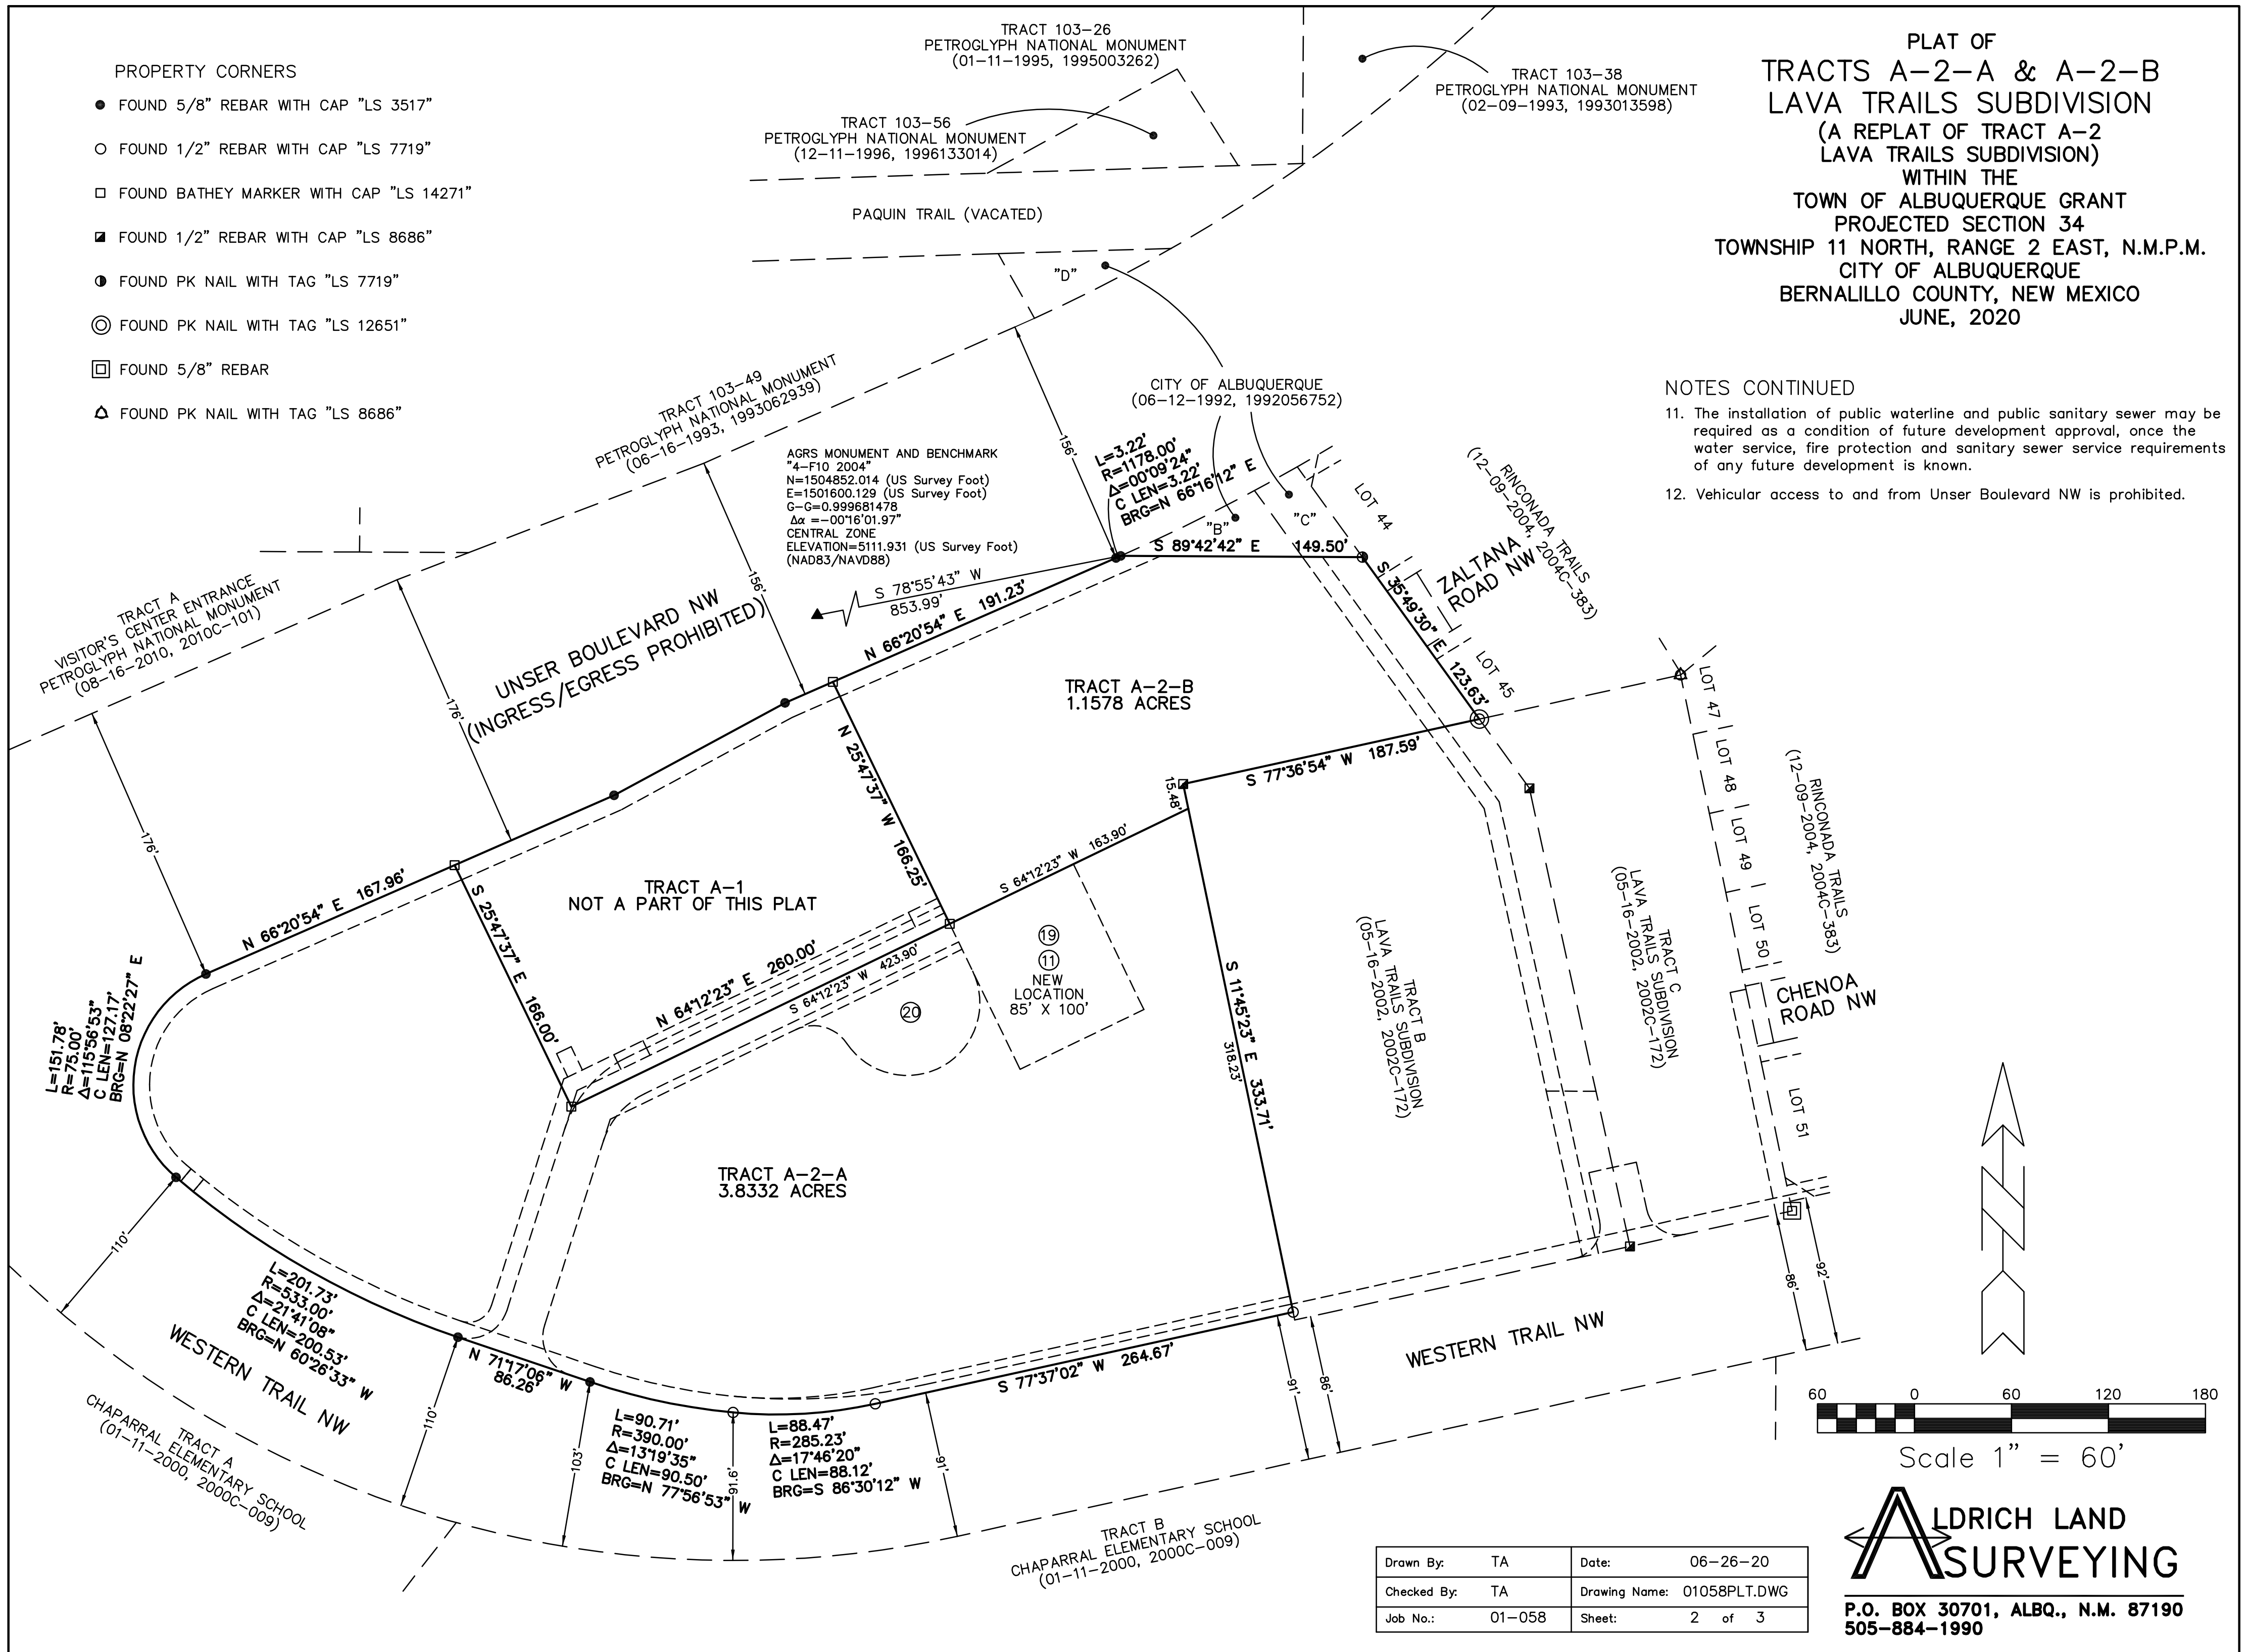 PLAT OF
TRACTS A-2-A & A-2-B
LAVA TRAILS SUBDIVISION
(A REPLAT OF TRACT A-2
LAVA TRAILS SUBDIVISION)
WITHIN THE
TOWN OF ALBUQUERQUE GRANT
PROJECTED SECTION 34
TOWNSHIP 11 NORTH, RANGE 2 EAST, N.M.P.M.
CITY OF ALBUQUERQUE
BERNALILLO COUNTY, NEW MEXICO
JUNE, 2020
PROPERTY CORNERS
FOUND 5/8" REBAR WITH CAP "LS 3517"
FOUND 1/2" REBAR WITH CAP "LS 7719"
FOUND BATHEY MARKER WITH CAP "LS 14271"
FOUND 1/2" REBAR WITH CAP "LS 8686"
FOUND PK NAIL WITH TAG "LS 7719"
FOUND PK NAIL WITH TAG "LS 12651"
FOUND 5/8" REBAR
FOUND PK NAIL WITH TAG "LS 8686"
TRACT 103-26
PETROGLYPH NATIONAL MONUMENT
(01-11-1995, 1995003262)
TRACT 103-38
PETROGLYPH NATIONAL MONUMENT
(02-09-1993, 1993013598)
TRACT 103-56
PETROGLYPH NATIONAL MONUMENT
(12-11-1996, 1996133014)
PAQUIN TRAIL (VACATED)
"D"
CITY OF ALBUQUERQUE
(06-12-1992, 1992056752)
NOTES CONTINUED
11. The installation of public waterline and public sanitary sewer may be
required as a condition of future development approval, once the
water service, fire protection and sanitary sewer service requirements
of any future development is known.
12. Vehicular access to and from Unser Boulevard NW is prohibited.
TRACT 103-49
PETROGLYPH NATIONAL MONUMENT
(06-16-1993, 1993062939)
AGRS MONUMENT AND BENCHMARK
"4-F10 2004"
N=1504852.014 (US Survey Foot)
E=1501600.129 (US Survey Foot)
G-G=0.999681478
Δα =-00°16'01.97"
CENTRAL ZONE
ELEVATION=5111.931 (US Survey Foot)
(NAD83/NAVD88)
156'
L=3.22'
R=1178.00'
Δ=00°09'24"
C LEN=3.22'
BRG=N 66°16'12" E
"B"
"C"
LOT 44
RINCONADA TRAILS
(12-09-2004, 2004C-383)
ZALTANA
ROAD NW
S 89°42'42" E 149.50'
S 35°49'30" E 123.63'
LOT 45
S 78°55'43" W
853.99'
156'
TRACT A
VISITOR'S CENTER ENTRANCE
PETROGLYPH NATIONAL MONUMENT
(08-16-2010, 2010C-101)
UNSER BOULEVARD NW
(INGRESS/EGRESS PROHIBITED)
176'
176'
N 66°20'54" E 191.23'
TRACT A-2-B
1.1578 ACRES
N 25°47'37" W 166.25'
S 77°36'54" W 187.59'
15.48'
S 64°12'23" W 163.90'
LOT 47
LOT 48
LOT 49
LOT 50
LOT 51
RINCONADA TRAILS
(12-09-2004, 2004C-383)
CHENOA
ROAD NW
N 66°20'54" E 167.96'
S 25°47'37" E 166.00'
TRACT A-1
NOT A PART OF THIS PLAT
N 64°12'23" E 260.00'
S 64°12'23" W 423.90'
19
11
NEW
LOCATION
85' X 100'
20
S 11°45'23" E 333.71'
318.23'
TRACT B
LAVA TRAILS SUBDIVISION
(05-16-2002, 2002C-172)
TRACT C
LAVA TRAILS SUBDIVISION
(05-16-2002, 2002C-172)
L=151.78'
R=75.00'
Δ=115°56'53"
C LEN=127.17'
BRG=N 08°22'27" E
TRACT A-2-A
3.8332 ACRES
110'
L=201.73'
R=533.00'
Δ=21°41'08"
C LEN=200.53'
BRG=N 60°26'33" W
WESTERN TRAIL NW
TRACT A
CHAPARRAL ELEMENTARY SCHOOL
(01-11-2000, 2000C-009)
N 71°17'06" W
86.26'
110'
103'
L=90.71'
R=390.00'
Δ=13°19'35"
C LEN=90.50'
BRG=N 77°56'53" W
91.6'
L=88.47'
R=285.23'
Δ=17°46'20"
C LEN=88.12'
BRG=S 86°30'12" W
91'
S 77°37'02" W 264.67'
91'
86'
WESTERN TRAIL NW
86'
92'
TRACT B
CHAPARRAL ELEMENTARY SCHOOL
(01-11-2000, 2000C-009)
N
60 0 60 120 180
Scale 1" = 60'
ALDRICH LAND
SURVEYING
P.O. BOX 30701, ALBQ., N.M. 87190
505-884-1990
Drawn By: TA Date: 06-26-20
Checked By: TA Drawing Name: 01058PLT.DWG
Job No.: 01-058 Sheet: 2 of 3